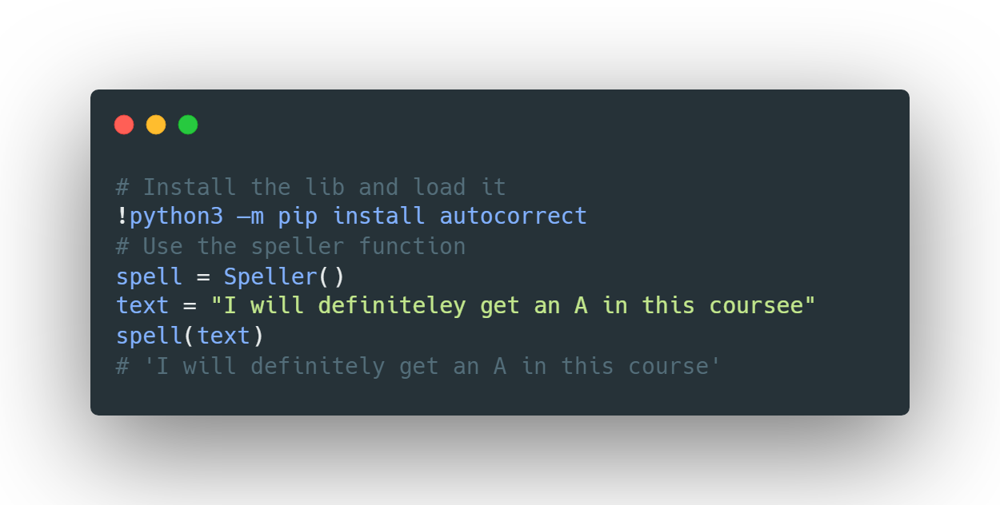 # Install the lib and load it
!python3 –m pip install autocorrect
# Use the speller function
spell = Speller()
text = "I will definiteley get an A in this coursee"
spell(text)
# 'I will definitely get an A in this course'